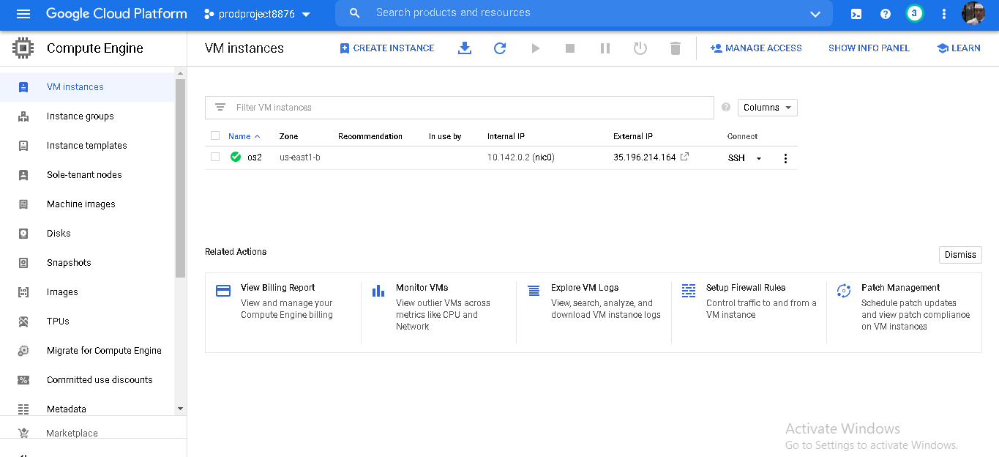 Google Cloud Platform
prodproject8876
Search products and resources
3
Compute Engine
VM instances
CREATE INSTANCE
MANAGE ACCESS
SHOW INFO PANEL
LEARN
VM instances
Instance groups
Instance templates
Sole-tenant nodes
Machine images
Disks
Snapshots
Images
TPUs
Migrate for Compute Engine
Committed use discounts
Metadata
Marketplace
Filter VM instances
Columns
Name Zone Recommendation In use by Internal IP External IP Connect
os2 us-east1-b 10.142.0.2 (nic0) 35.196.214.164 SSH
Related Actions
Dismiss
View Billing Report
View and manage your
Compute Engine billing
Monitor VMs
View outlier VMs across
metrics like CPU and
Network
Explore VM Logs
View, search, analyze, and
download VM instance logs
Setup Firewall Rules
Control traffic to and from a
VM instance
Patch Management
Schedule patch updates
and view patch compliance
on VM instances
Activate Windows
Go to Settings to activate Windows.